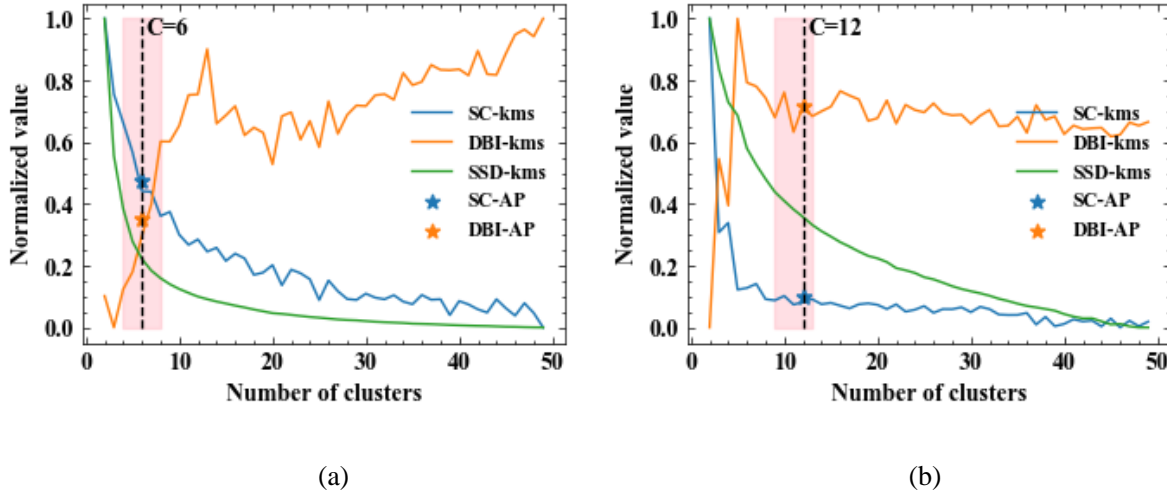 C=6
1.0
0.8
0.6
0.4
0.2
0.0
Normalized value
SC-kms
DBI-kms
SSD-kms
SC-AP
DBI-AP
0 10 20 30 40 50
Number of clusters
(a)
C=12
1.0
0.8
0.6
0.4
0.2
0.0
Normalized value
SC-kms
DBI-kms
SSD-kms
SC-AP
DBI-AP
0 10 20 30 40 50
Number of clusters
(b)